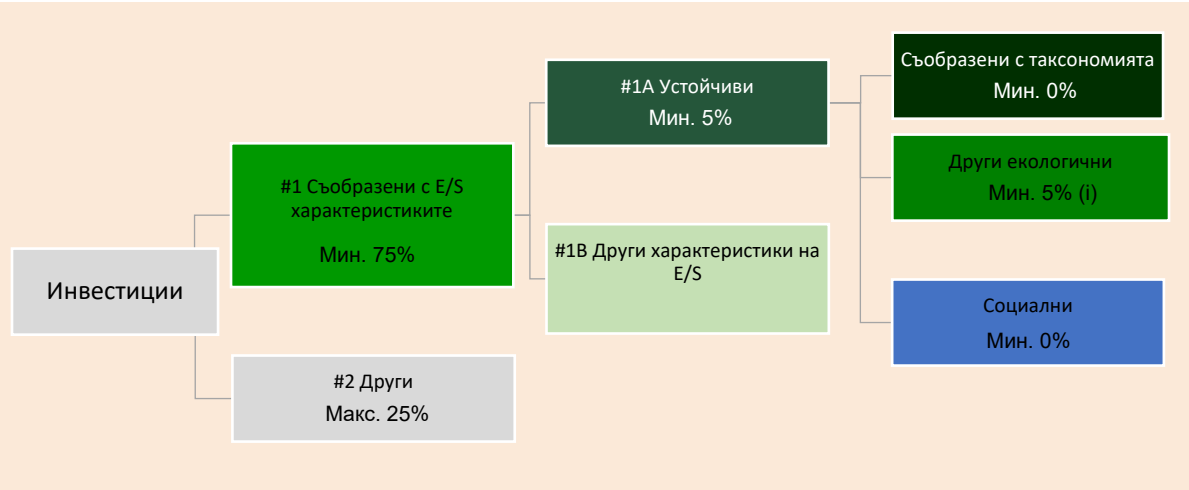 Инвестиции
#1 Съобразени с E/S
характеристиките
Мин. 75%
#2 Други
Макс. 25%
#1A Устойчиви
Мин. 5%
#1B Други характеристики на
E/S
Съобразени с таксономията
Мин. 0%
Други екологични
Мин. 5% (i)
Социални
Мин. 0%